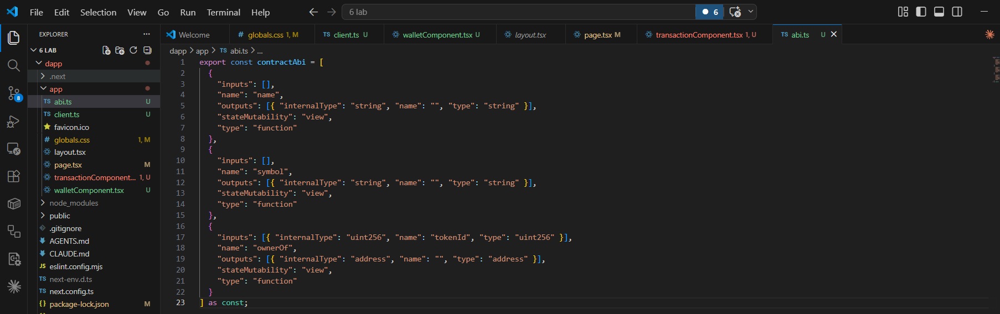 File Edit Selection View Go Run Terminal Help
6 lab
6
EXPLORER
6 LAB
dapp
.next
app
abi.ts U
client.ts U
favicon.ico
globals.css 1, M
layout.tsx
page.tsx M
transactionComponent... 1, U
walletComponent.tsx U
node_modules
public
.gitignore
AGENTS.md
CLAUDE.md
eslint.config.mjs
next-env.d.ts
next.config.ts
package-lock.json M
8
Welcome
globals.css 1, M
client.ts U
walletComponent.tsx U
layout.tsx
page.tsx M
transactionComponent.tsx 1, U
abi.ts U
dapp > app > TS abi.ts > ...
1 export const contractAbi = [
2 {
3 "inputs": [],
4 "name": "name",
5 "outputs": [{ "internalType": "string", "name": "", "type": "string" }],
6 "stateMutability": "view",
7 "type": "function"
8 },
9 {
10 "inputs": [],
11 "name": "symbol",
12 "outputs": [{ "internalType": "string", "name": "", "type": "string" }],
13 "stateMutability": "view",
14 "type": "function"
15 },
16 {
17 "inputs": [{ "internalType": "uint256", "name": "tokenId", "type": "uint256" }],
18 "name": "ownerOf",
19 "outputs": [{ "internalType": "address", "name": "", "type": "address" }],
20 "stateMutability": "view",
21 "type": "function"
22 }
23 ] as const;